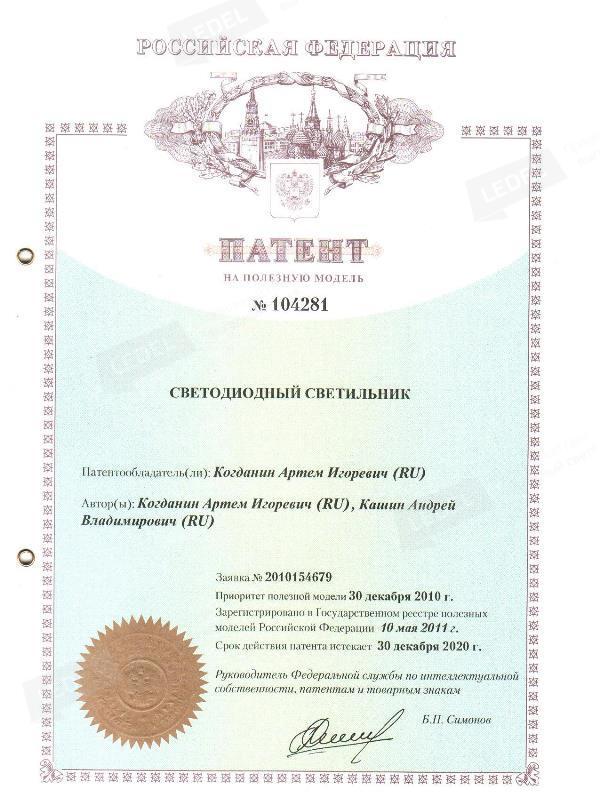 РОССИЙСКАЯ ФЕДЕРАЦИЯ
ПАТЕНТ
НА ПОЛЕЗНУЮ МОДЕЛЬ
№ 104281
СВЕТОДИОДНЫЙ СВЕТИЛЬНИК
Патентообладатель(ли): Когданин Артем Игоревич (RU)
Автор(ы): Когданин Артем Игоревич (RU), Кашин Андрей
Владимирович (RU)
Заявка № 2010154679
Приоритет полезной модели 30 декабря 2010 г.
Зарегистрировано в Государственном реестре полезных
моделей Российской Федерации 10 мая 2011 г.
Срок действия патента истекает 30 декабря 2020 г.
Руководитель Федеральной службы по интеллектуальной
собственности, патентам и товарным знакам
Б.П. Симонов
LEDEL
LEDEL
LEDEL